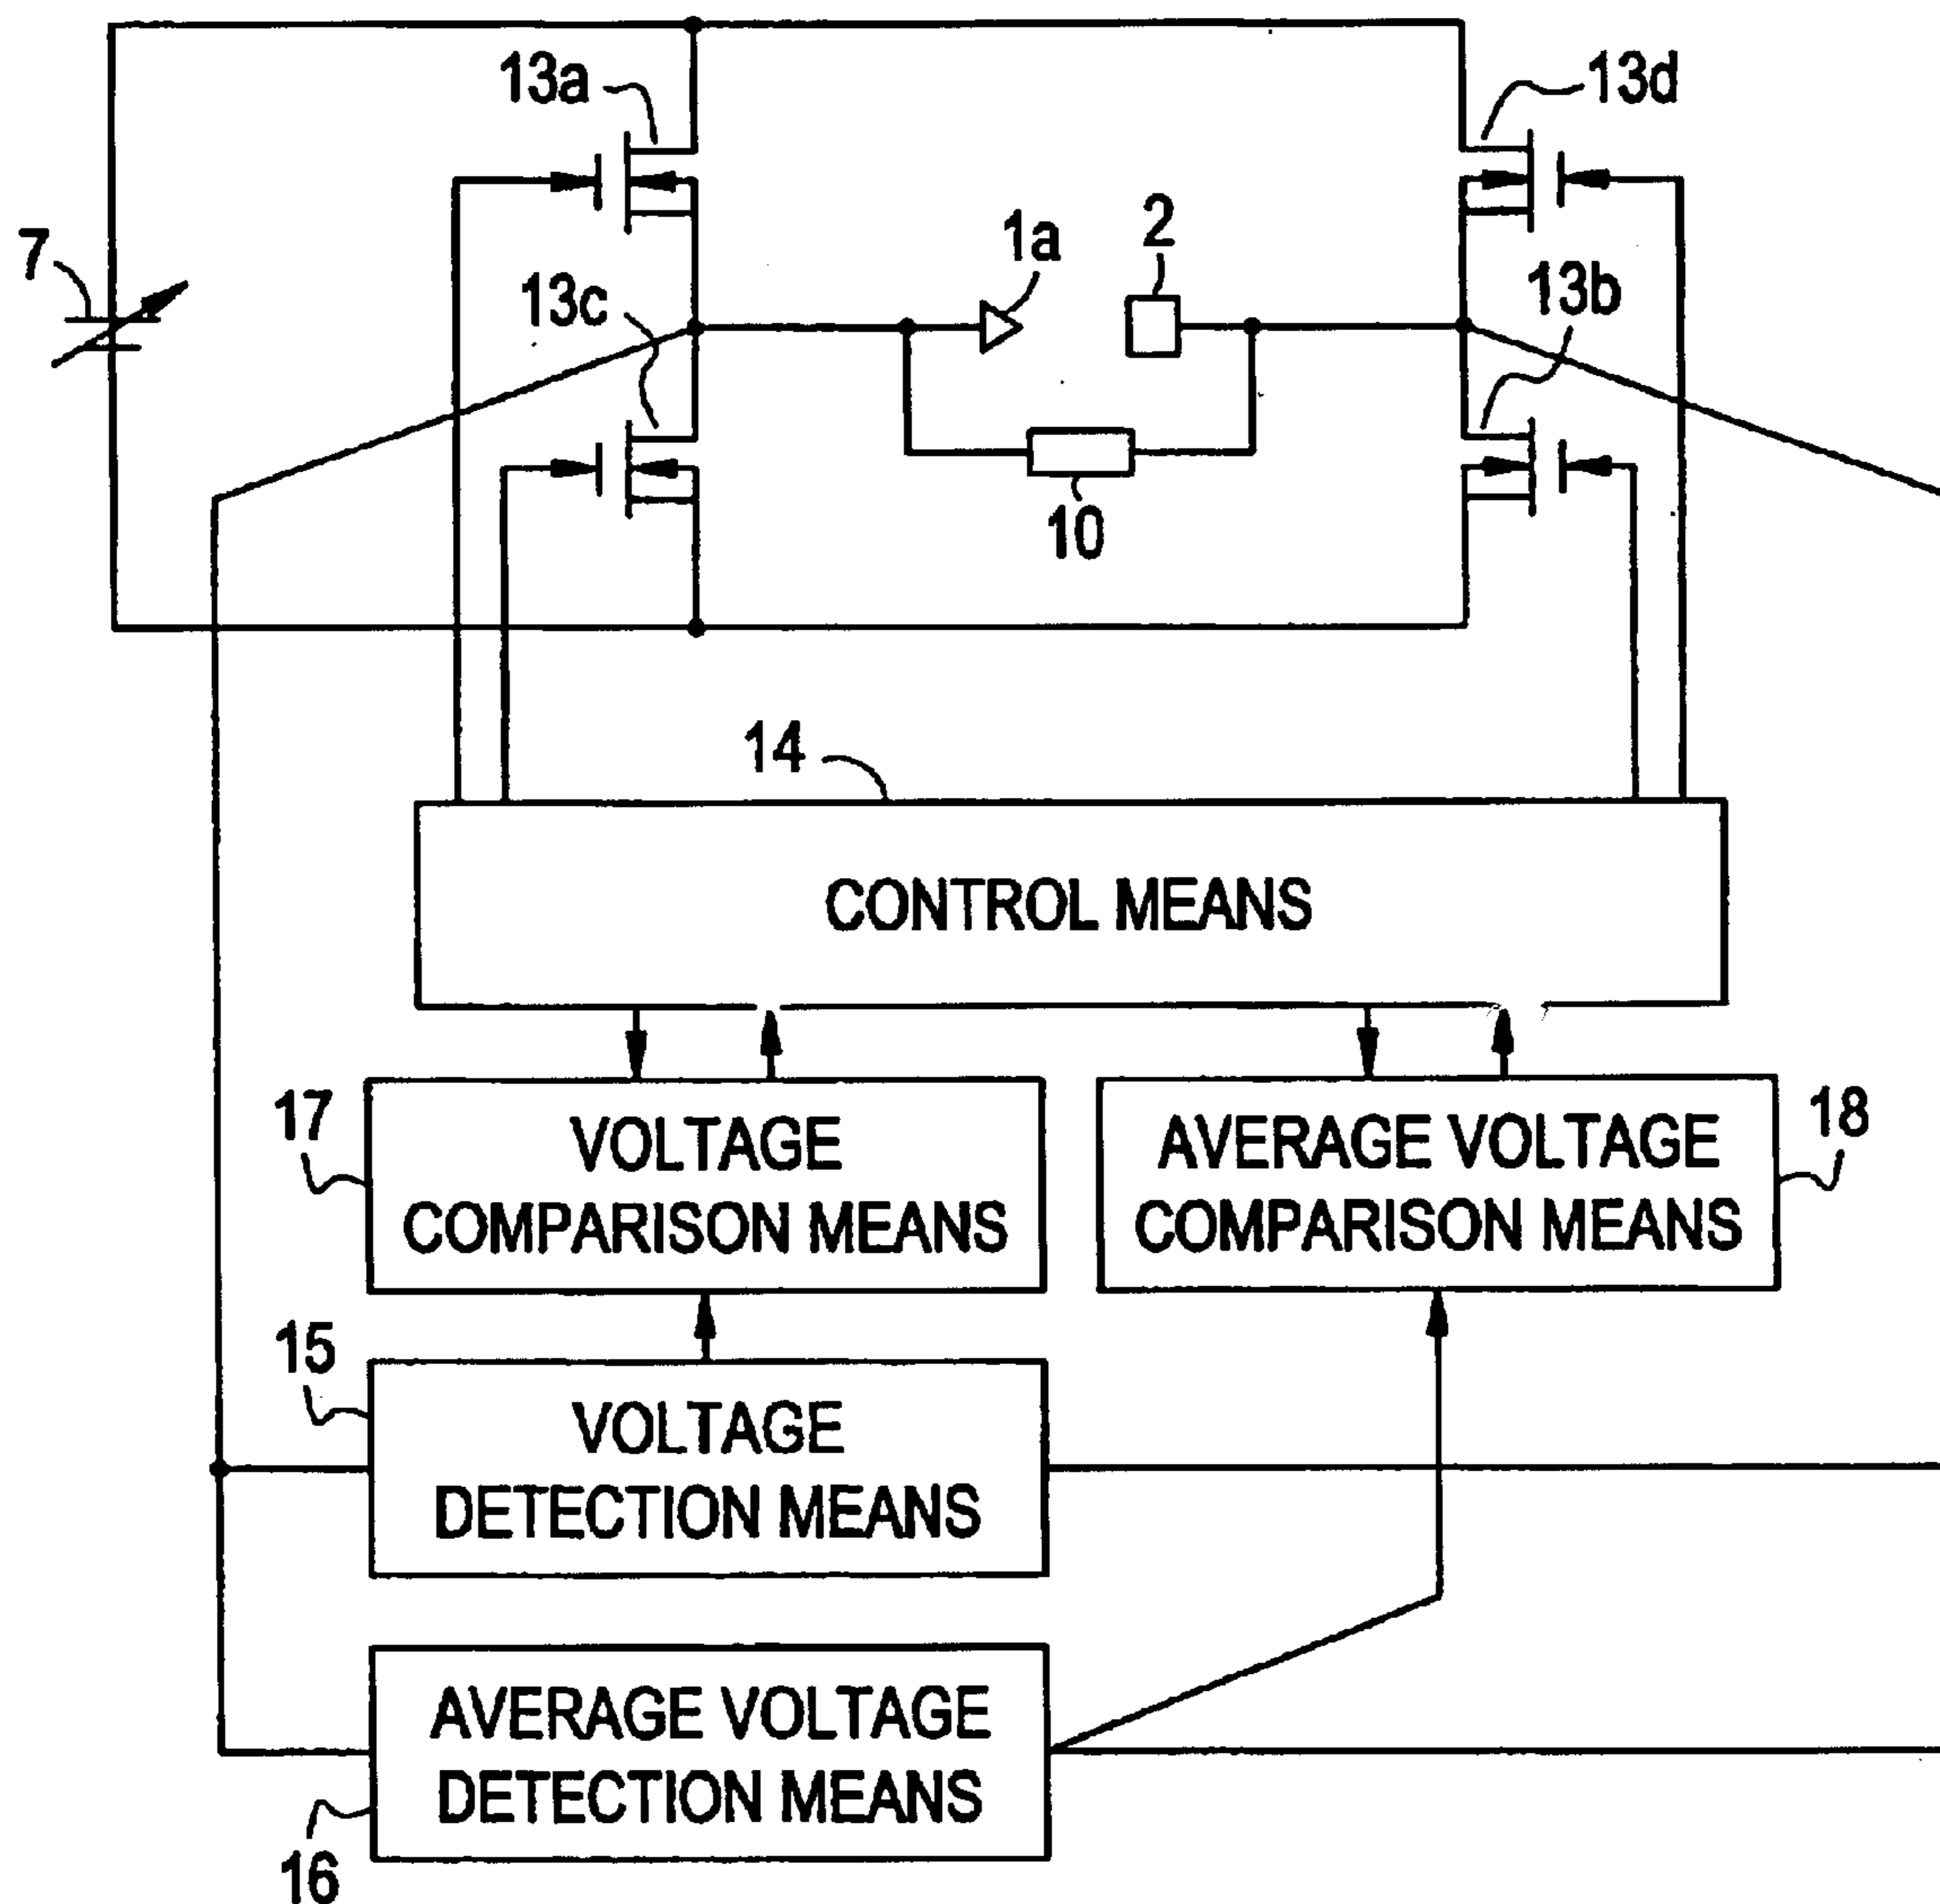 13a
13d
7
1a
2
13c
13b
10
14
CONTROL MEANS
17
VOLTAGE
COMPARISON MEANS
AVERAGE VOLTAGE
COMPARISON MEANS
18
15
VOLTAGE
DETECTION MEANS
AVERAGE VOLTAGE
DETECTION MEANS
16